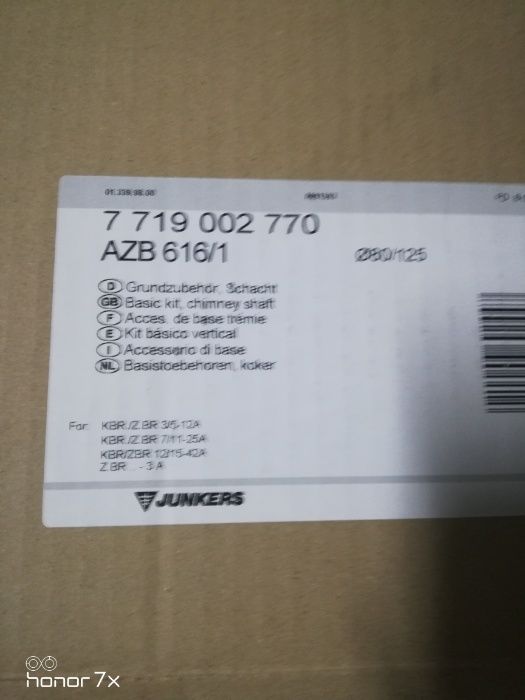 7 719 002 770
AZB 616/1
Ø80/125
D Grundzubehör, Schacht
GB Basic kit, chimney shaft
F Acces. de base trémie
E Kit básico vertical
I Accessorio di base
NL Basistoebehoren, koker
For: KBR../Z.BR 3/5-12A
KBR../Z.BR 7/11-25A
KBR/ZBR 12/15-42A
Z.BR... - 3 A
JUNKERS
honor 7x